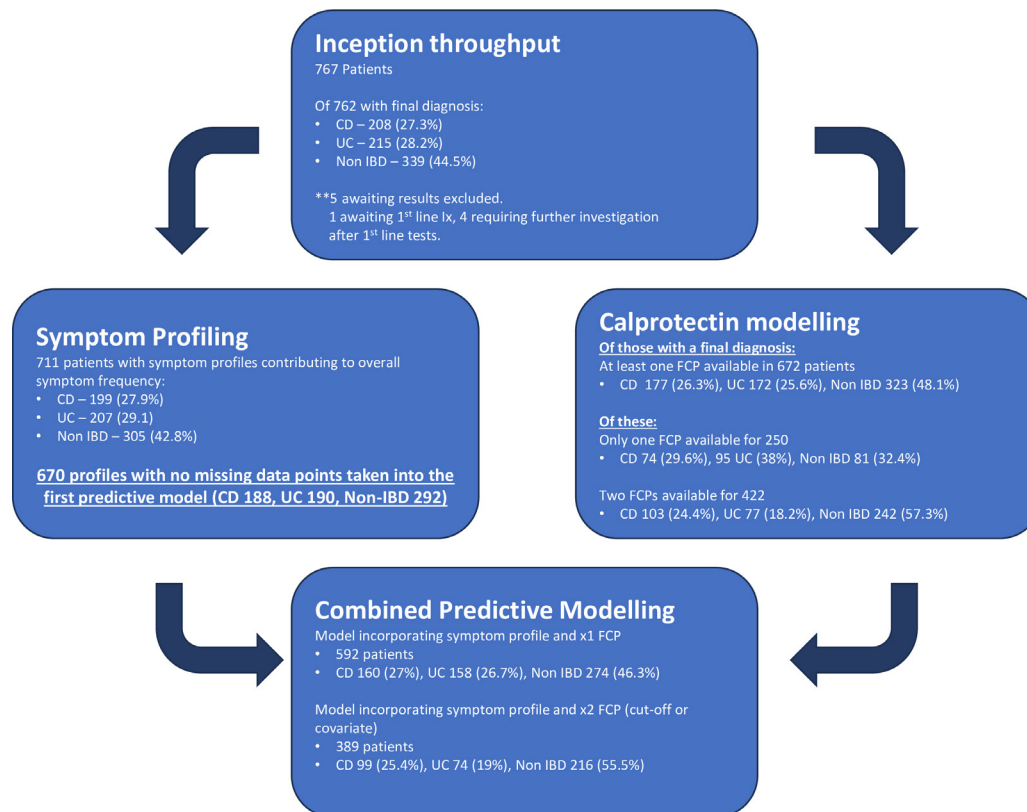 Inception throughput
767 Patients
Of 762 with final diagnosis:
• CD – 208 (27.3%)
• UC – 215 (28.2%)
• Non IBD – 339 (44.5%)
**5 awaiting results excluded.
1 awaiting 1st line Ix, 4 requiring further investigation
after 1st line tests.
Symptom Profiling
711 patients with symptom profiles contributing to overall
symptom frequency:
• CD – 199 (27.9%)
• UC – 207 (29.1)
• Non IBD – 305 (42.8%)
670 profiles with no missing data points taken into the
first predictive model (CD 188, UC 190, Non-IBD 292)
Calprotectin modelling
Of those with a final diagnosis:
At least one FCP available in 672 patients
• CD 177 (26.3%), UC 172 (25.6%), Non IBD 323 (48.1%)
Of these:
Only one FCP available for 250
• CD 74 (29.6%), 95 UC (38%), Non IBD 81 (32.4%)
Two FCPs available for 422
• CD 103 (24.4%), UC 77 (18.2%), Non IBD 242 (57.3%)
Combined Predictive Modelling
Model incorporating symptom profile and x1 FCP
• 592 patients
• CD 160 (27%), UC 158 (26.7%), Non IBD 274 (46.3%)
Model incorporating symptom profile and x2 FCP (cut-off or
covariate)
• 389 patients
• CD 99 (25.4%), UC 74 (19%), Non IBD 216 (55.5%)